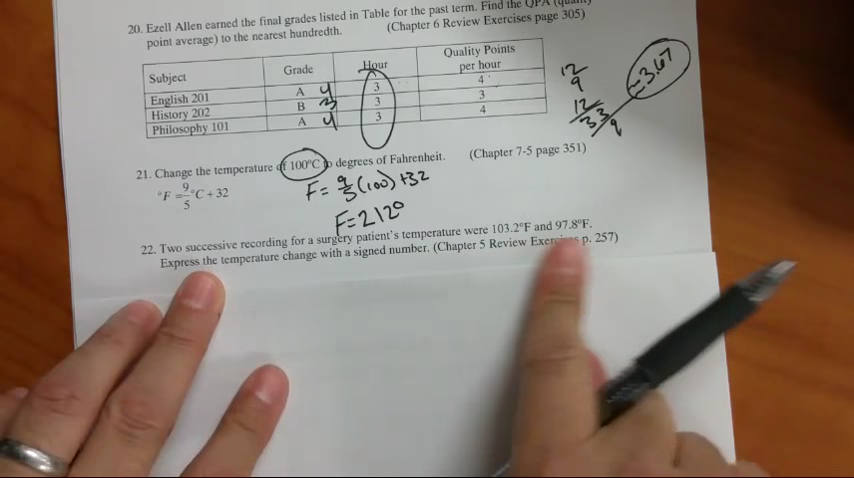 20. Ezell Allen earned the final grades listed in Table for the past term. Find the QPA (quality
point average) to the nearest hundredth. (Chapter 6 Review Exercises page 305)
Subject Grade Hour Quality Points per hour
English 201 A 4 3 4
History 202 B 3 3 3
Philosophy 101 A 4 3 4
12
9
12
33
9
~3.67
21. Change the temperature of 100°C to degrees of Fahrenheit. (Chapter 7-5 page 351)
°F = 9/5 °C + 32
F = 9/5 (100) + 32
F = 212°
22. Two successive recording for a surgery patient's temperature were 103.2°F and 97.8°F.
Express the temperature change with a signed number. (Chapter 5 Review Exercises p. 257)